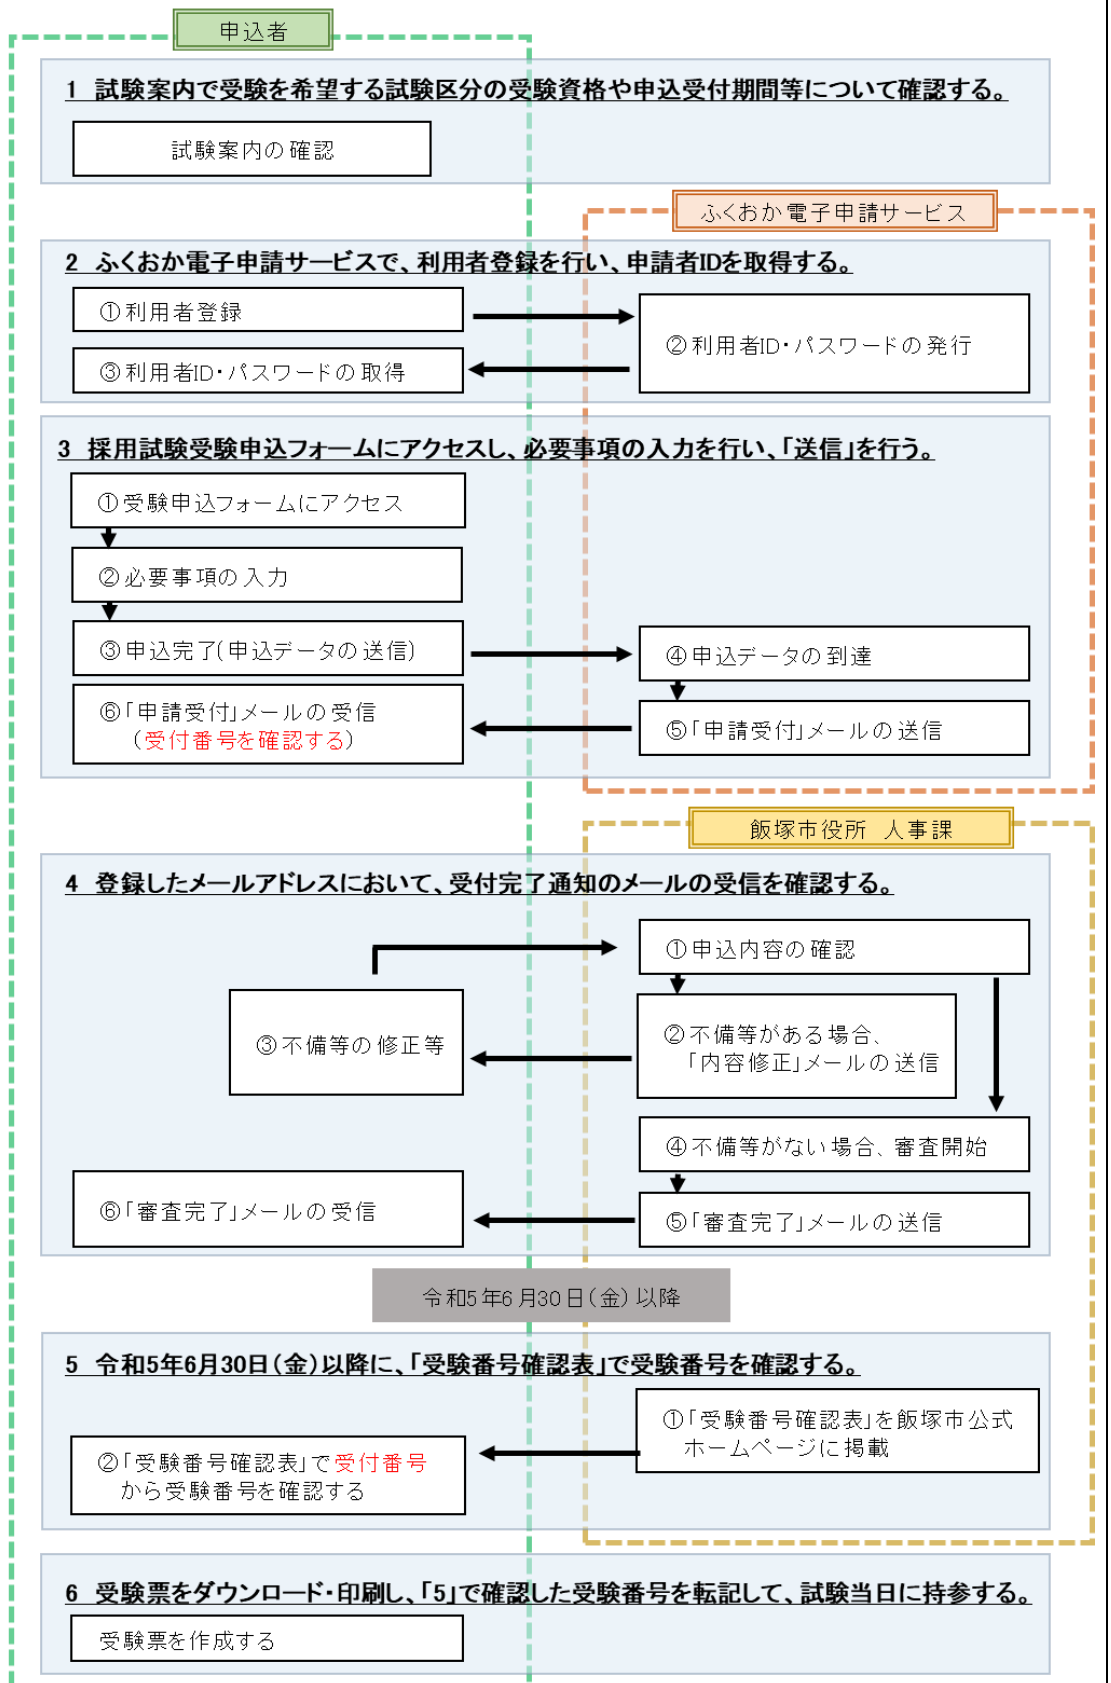 申込者
1 試験案内で受験を希望する試験区分の受験資格や申込受付期間等について確認する。
試験案内の確認
ふくおか電子申請サービス
2 ふくおか電子申請サービスで、利用者登録を行い、申請者IDを取得する。
①利用者登録
②利用者ID・パスワードの発行
③利用者ID・パスワードの取得
3 採用試験受験申込フォームにアクセスし、必要事項の入力を行い、「送信」を行う。
①受験申込フォームにアクセス
②必要事項の入力
③申込完了(申込データの送信)
④申込データの到達
⑤「申請受付」メールの送信
⑥「申請受付」メールの受信
（受付番号を確認する）
飯塚市役所 人事課
4 登録したメールアドレスにおいて、受付完了通知のメールの受信を確認する。
①申込内容の確認
②不備等がある場合、
「内容修正」メールの送信
③不備等の修正等
④不備等がない場合、審査開始
⑤「審査完了」メールの送信
⑥「審査完了」メールの受信
令和5年6月30日（金）以降
5 令和5年6月30日（金）以降に、「受験番号確認表」で受験番号を確認する。
①「受験番号確認表」を飯塚市公式
ホームページに掲載
②「受験番号確認表」で受付番号
から受験番号を確認する
6 受験票をダウンロード・印刷し、「5」で確認した受験番号を転記して、試験当日に持参する。
受験票を作成する